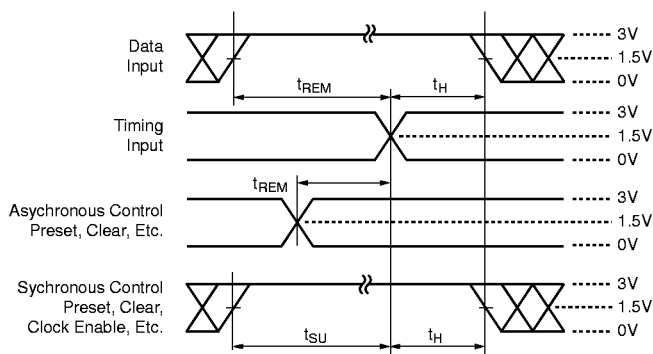 Data
Input
3V
1.5V
0V
tREM
tH
Timing
Input
3V
1.5V
0V
tREM
Asychronous Control
Preset, Clear, Etc.
3V
1.5V
0V
Sychronous Control
Preset, Clear,
Clock Enable, Etc.
3V
1.5V
0V
tSU
tH